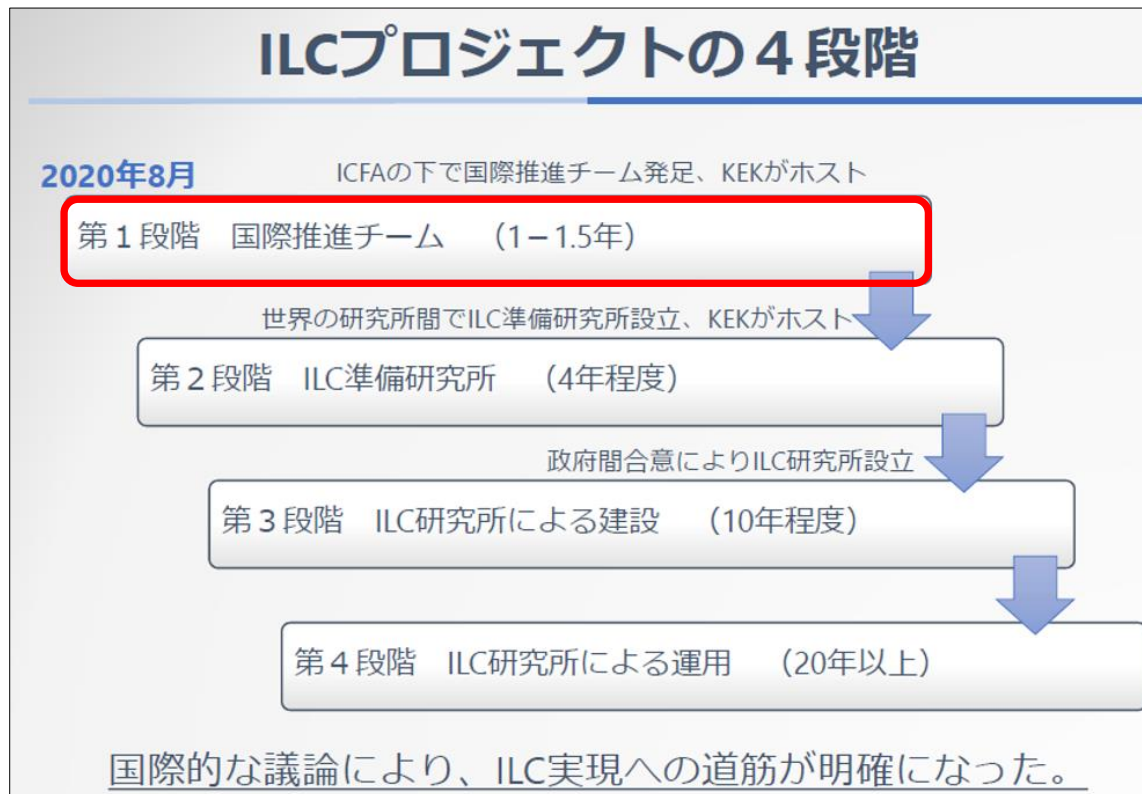 ILCプロジェクトの４段階
2020年8月
ICFAの下で国際推進チーム発足、KEKがホスト
第１段階　国際推進チーム　（1－1.5年）
世界の研究所間でILC準備研究所設立、KEKがホスト
第２段階　ILC準備研究所　（4年程度）
政府間合意によりILC研究所設立
第３段階　ILC研究所による建設　（10年程度）
第４段階　ILC研究所による運用　（20年以上）
国際的な議論により、ILC実現への道筋が明確になった。